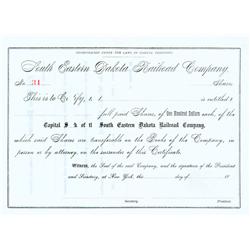 INCORPORATED UNDER THE LAWS OF DAKOTA TERRITORY.
South Eastern Dakota Railroad Company.
No. 31 Shares
This is to Certify, t t is entitled t
full paid Shares, of One Hundred Dollars each, of the
Capital S k of t South Eastern Dakota Railroad Company,
which said Shares are transferable on the Books of the Company, in
person or by attorney, on the surrender of this Certificate.
Witness, the Seal of the said Company, and the signatures of the President
and Secretary, at New York, this day of 18
Secretary. President.